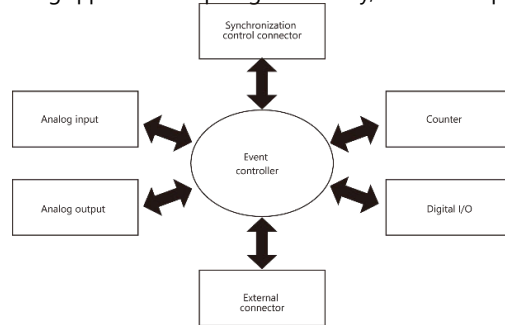 Synchronization
control connector
Analog input
Counter
Event
controller
Analog output
Digital I/O
External
connector